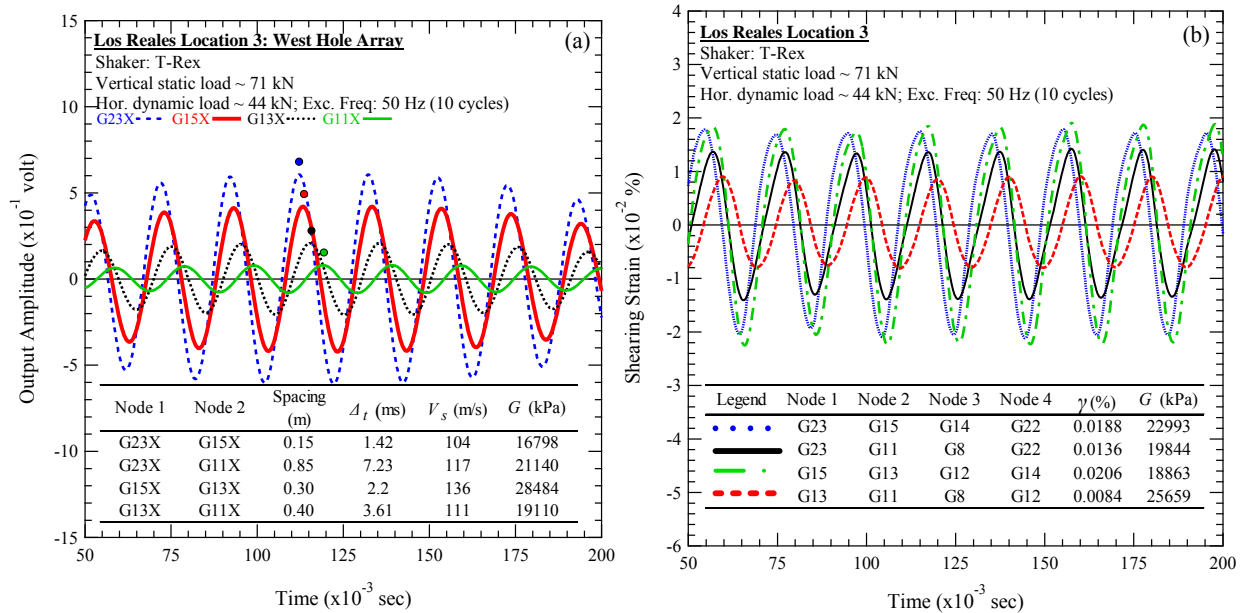 Los Reales Location 3: West Hole Array (a)
Shaker: T-Rex
Vertical static load ~ 71 kN
Hor. dynamic load ~ 44 kN; Exc. Freq: 50 Hz (10 cycles)
G23X G15X G13X G11X
Output Amplitude (x10⁻¹ volt)
15
10
5
0
-5
-10
-15
Node 1 Node 2 Spacing (m) Δt (ms) Vs (m/s) G (kPa)
G23X G15X 0.15 1.42 104 16798
G23X G11X 0.85 7.23 117 21140
G15X G13X 0.30 2.2 136 28484
G13X G11X 0.40 3.61 111 19110
50 75 100 125 150 175 200
Time (x10⁻³ sec)
Los Reales Location 3 (b)
Shaker: T-Rex
Vertical static load ~ 71 kN
Hor. dynamic load ~ 44 kN; Exc. Freq: 50 Hz (10 cycles)
Shearing Strain (x10⁻² %)
4
3
2
1
0
-1
-2
-3
-4
-5
-6
Legend Node 1 Node 2 Node 3 Node 4 γ (%) G (kPa)
G23 G15 G14 G22 0.0188 22993
G23 G11 G8 G22 0.0136 19844
G15 G13 G12 G14 0.0206 18863
G13 G11 G8 G12 0.0084 25659
50 75 100 125 150 175 200
Time (x10⁻³ sec)